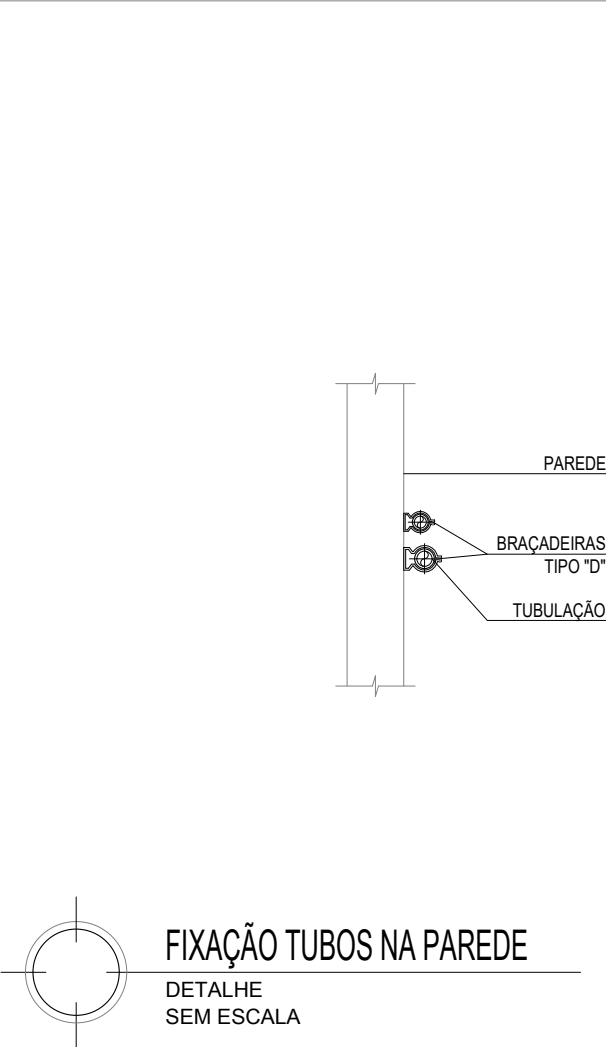 PAREDE
BRAÇADEIRAS
TIPO "D"
TUBULAÇÃO
FIXAÇÃO TUBOS NA PAREDE
DETALHE
SEM ESCALA